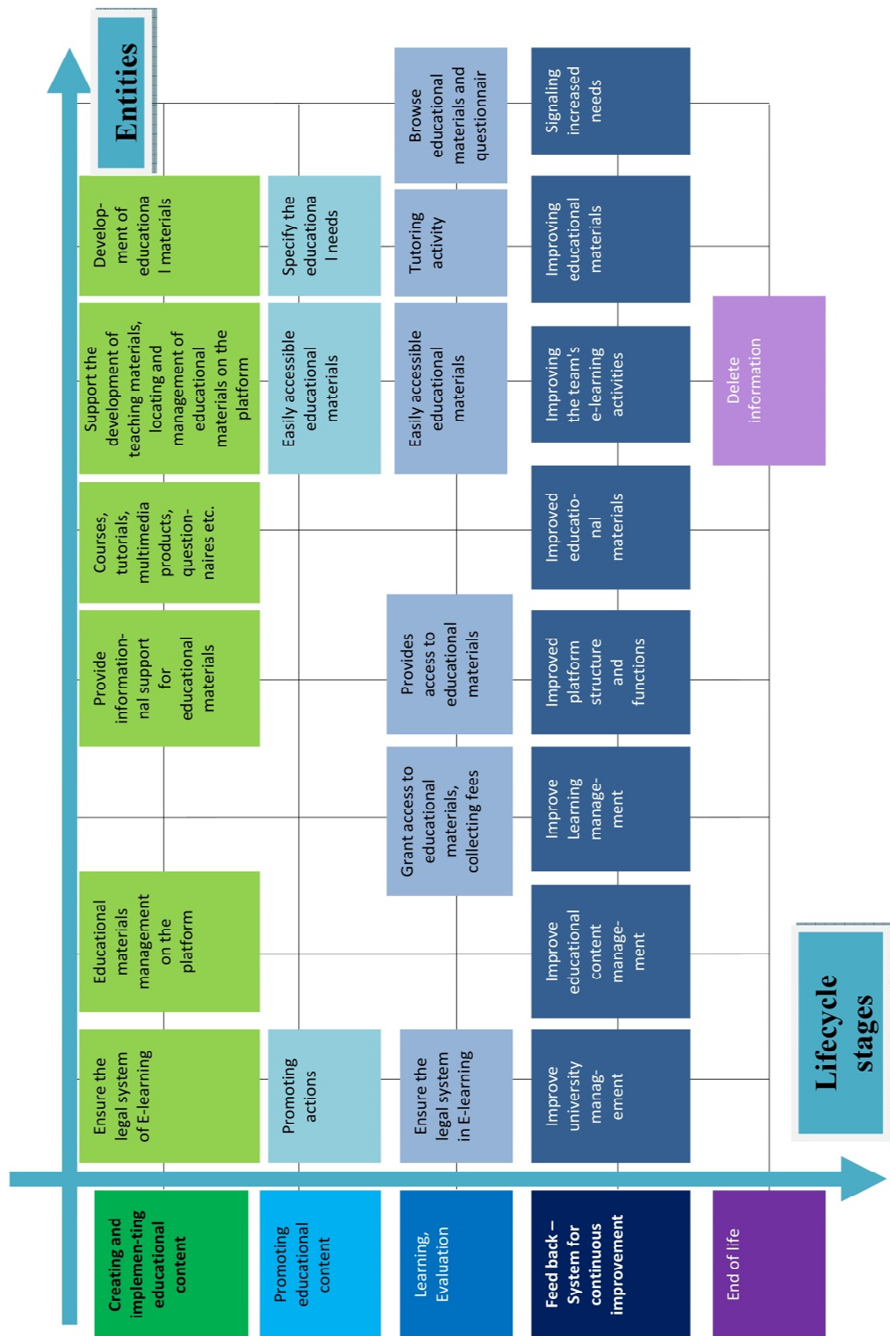 Entities
Creating and
implemen-ting
educational
content
Ensure the
legal system
of E-learning
Educational
materials
management
on the
platform
Provide
information-
nal support
for
educational
materials
Courses,
tutorials,
multimedia
products,
question-
naires etc.
Support the
development of
teaching materials,
locating and
management of
educational
materials on the
platform
Develop-
ment of
educationa
l materials
Promoting
educational
content
Promoting
actions
Easily accessible
educational
materials
Specify the
educationa
l needs
Learning,
Evaluation
Ensure the
legal system
in E-learning
Grant access to
educational
materials,
collecting fees
Provides
access to
educational
materials
Easily accessible
educational
materials
Tutoring
activity
Browse
educational
materials and
questionnair
Feed back –
System for
continuous
improvement
Improve
university
manag-
ement
Improve
educational
content
manage-
ment
Improve
Learning
manage-
ment
Improved
platform
structure
and
functions
Improved
educatio-
nal
materials
Improving
the team's
e-learning
activities
Improving
educational
materials
Signaling
increased
needs
End of life
Delete
information
Lifecycle
stages